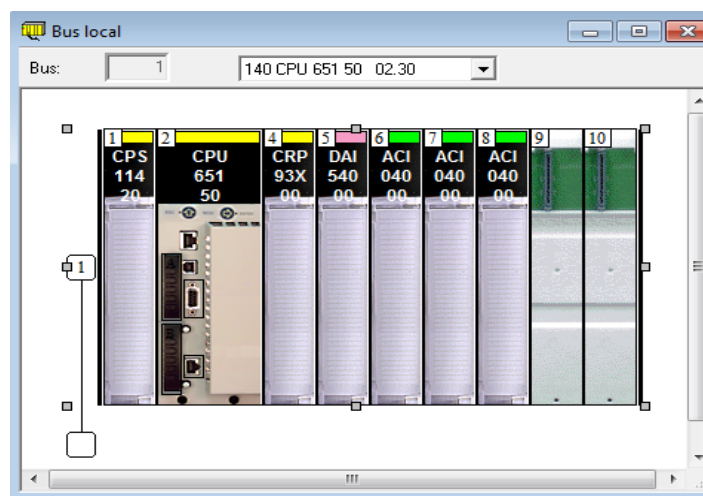 Bus local
Bus: 1 140 CPU 651 50 02.30
1 2 4 5 6 7 8 9 10
CPS CPU CRP DAI ACI ACI ACI
114 651 93X 540 040 040 040
20 50 00 00 00 00 00
1